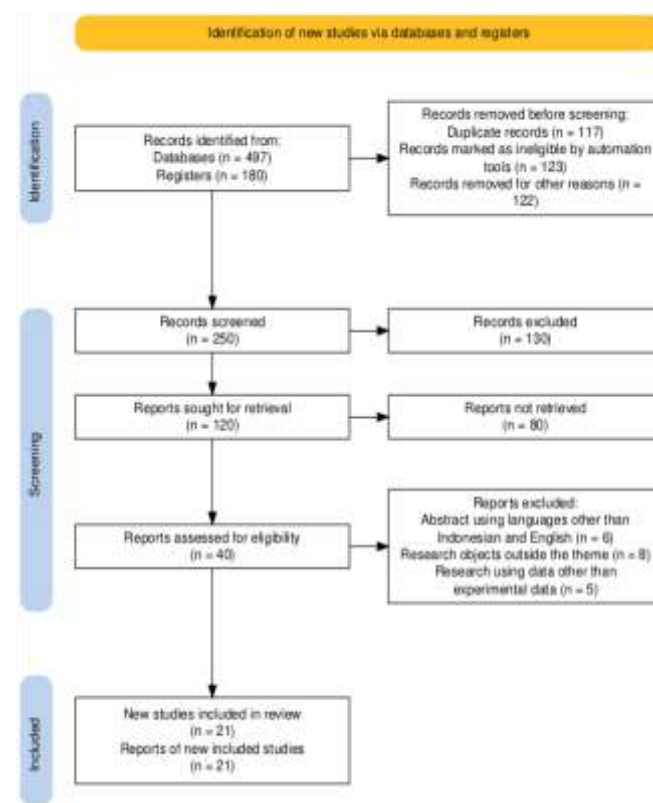 Identification of new studies via databases and registers
Identification
Records identified from:
Databases (n = 497)
Registers (n = 180)
Records removed before screening:
Duplicate records (n = 117)
Records marked as ineligible by automation
tools (n = 123)
Records removed for other reasons (n =
122)
Screening
Records screened
(n = 250)
Records excluded
(n = 130)
Reports sought for retrieval
(n = 120)
Reports not retrieved
(n = 80)
Reports assessed for eligibility
(n = 40)
Reports excluded:
Abstract using languages other than
Indonesian and English (n = 6)
Research objects outside the theme (n = 8)
Research using data other than
experimental data (n = 5)
Included
New studies included in review
(n = 21)
Reports of new included studies
(n = 21)